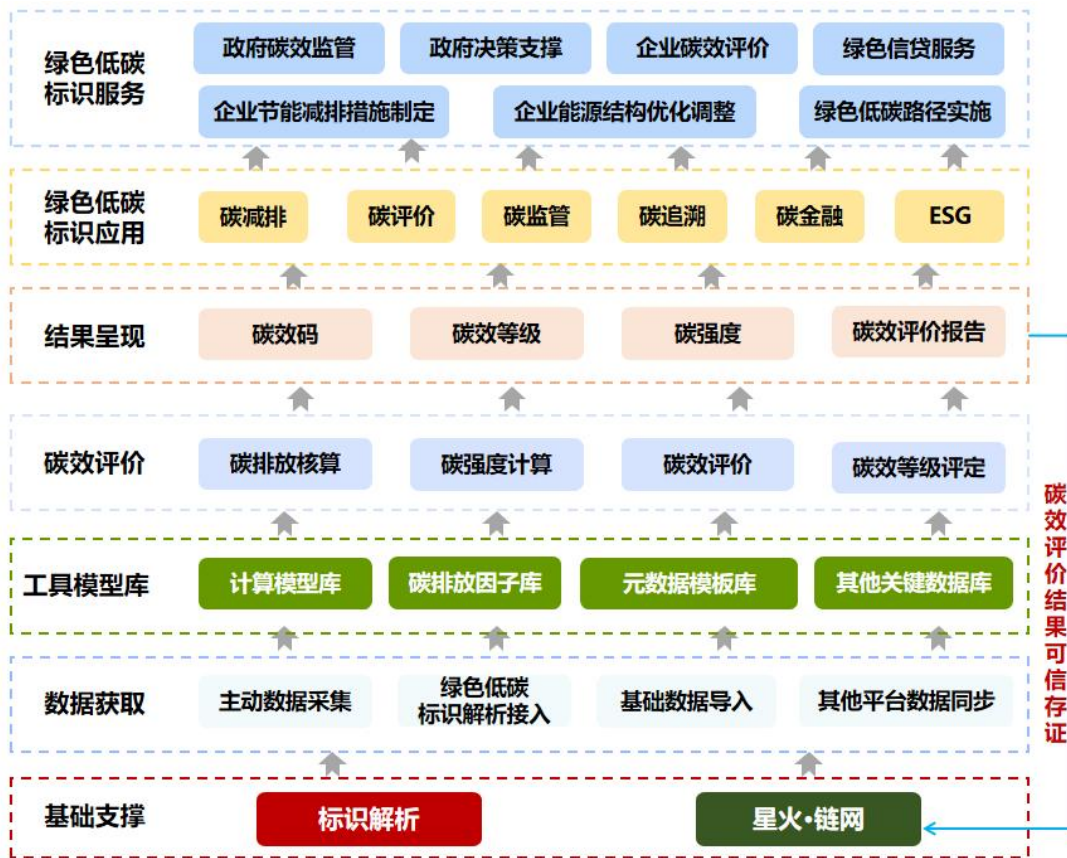 绿色低碳
标识服务
政府碳效监管
政府决策支撑
企业碳效评价
绿色信贷服务
企业节能减排措施制定
企业能源结构优化调整
绿色低碳路径实施
绿色低碳
标识应用
碳减排
碳评价
碳监管
碳追溯
碳金融
ESG
结果呈现
碳效码
碳效等级
碳强度
碳效评价报告
碳效评价
碳排放核算
碳强度计算
碳效评价
碳效等级评定
工具模型库
计算模型库
碳排放因子库
元数据模板库
其他关键数据库
数据获取
主动数据采集
绿色低碳
标识解析接入
基础数据导入
其他平台数据同步
基础支撑
标识解析
星火·链网
碳效评价结果可信存证